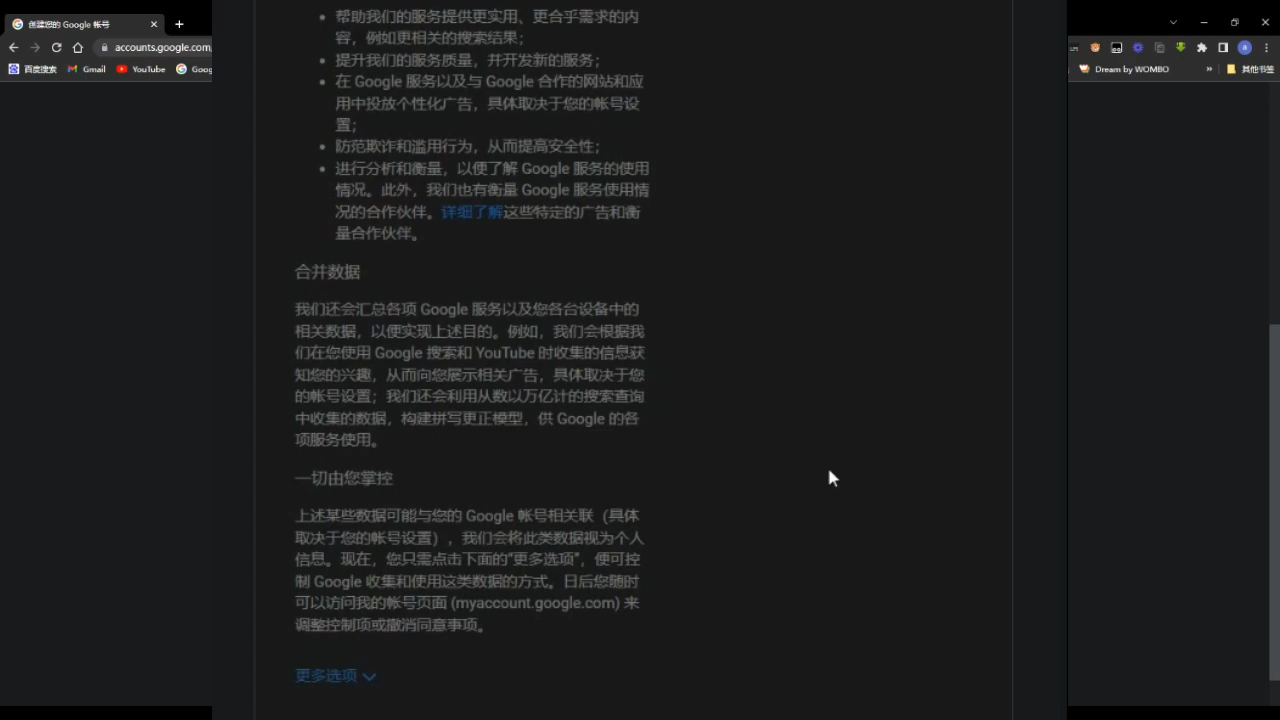 创建您的 Google 帐号
accounts.google.com
百度搜索
Gmail
YouTube
Goog
Dream by WOMBO
其他书签
帮助我们的服务提供更实用、更合乎需求的内
容，例如更相关的搜索结果；
提升我们的服务质量，并开发新的服务；
在 Google 服务以及与 Google 合作的网站和应
用中投放个性化广告，具体取决于您的帐号设
置；
防范欺诈和滥用行为，从而提高安全性；
进行分析和衡量，以便了解 Google 服务的使用
情况。此外，我们也有衡量 Google 服务使用情
况的合作伙伴。详细了解这些特定的广告和衡
量合作伙伴。
合并数据
我们还会汇总各项 Google 服务以及您各台设备中的
相关数据，以便实现上述目的。例如，我们会根据我
们在您使用 Google 搜索和 YouTube 时收集的信息获
知您的兴趣，从而向您展示相关广告，具体取决于您
的帐号设置；我们还会利用从数以万亿计的搜索查询
中收集的数据，构建拼写更正模型，供 Google 的各
项服务使用。
一切由您掌控
上述某些数据可能与您的 Google 帐号相关联（具体
取决于您的帐号设置），我们会将此类数据视为个人
信息。现在，您只需点击下面的“更多选项”，便可控
制 Google 收集和使用这类数据的方式。日后您随时
可以访问我的帐号页面 (myaccount.google.com) 来
调整控制项或撤消同意事项。
更多选项